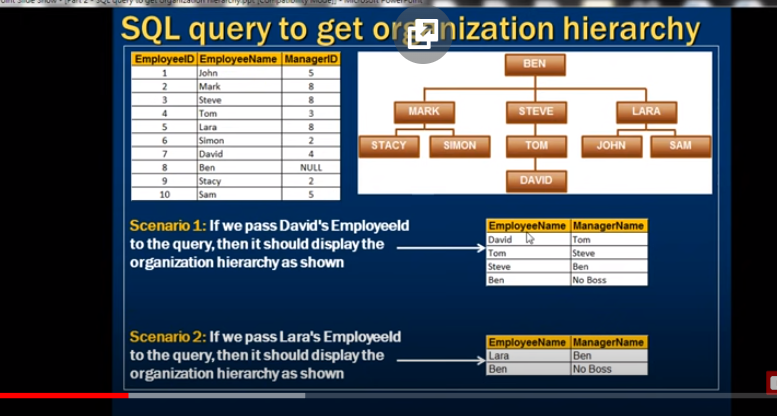 oint Slide Show - [Part 2 - SQL query to get organization hierarchy.ppt [Compatibility Mode]] - Microsoft PowerPoint
SQL query to get organization hierarchy
EmployeeID EmployeeName ManagerID
1 John 5
2 Mark 8
3 Steve 8
4 Tom 3
5 Lara 8
6 Simon 2
7 David 4
8 Ben NULL
9 Stacy 2
10 Sam 5
BEN
MARK STEVE LARA
STACY SIMON TOM JOHN SAM
DAVID
Scenario 1: If we pass David's EmployeeId
to the query, then it should display the
organization hierarchy as shown
EmployeeName ManagerName
David Tom
Tom Steve
Steve Ben
Ben No Boss
Scenario 2: If we pass Lara's EmployeeId
to the query, then it should display the
organization hierarchy as shown
EmployeeName ManagerName
Lara Ben
Ben No Boss